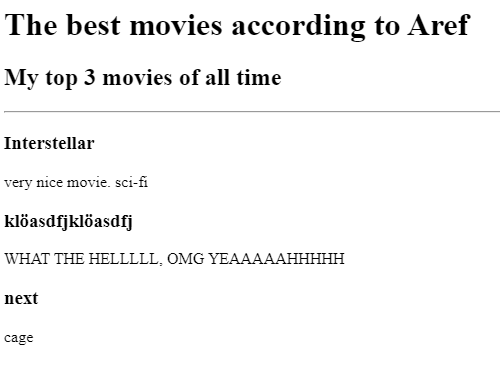 The best movies according to Aref
My top 3 movies of all time
Interstellar
very nice movie. sci-fi
klöasdfjklöasdfj
WHAT THE HELLLLL, OMG YEAAAAAHHHHH
next
cage